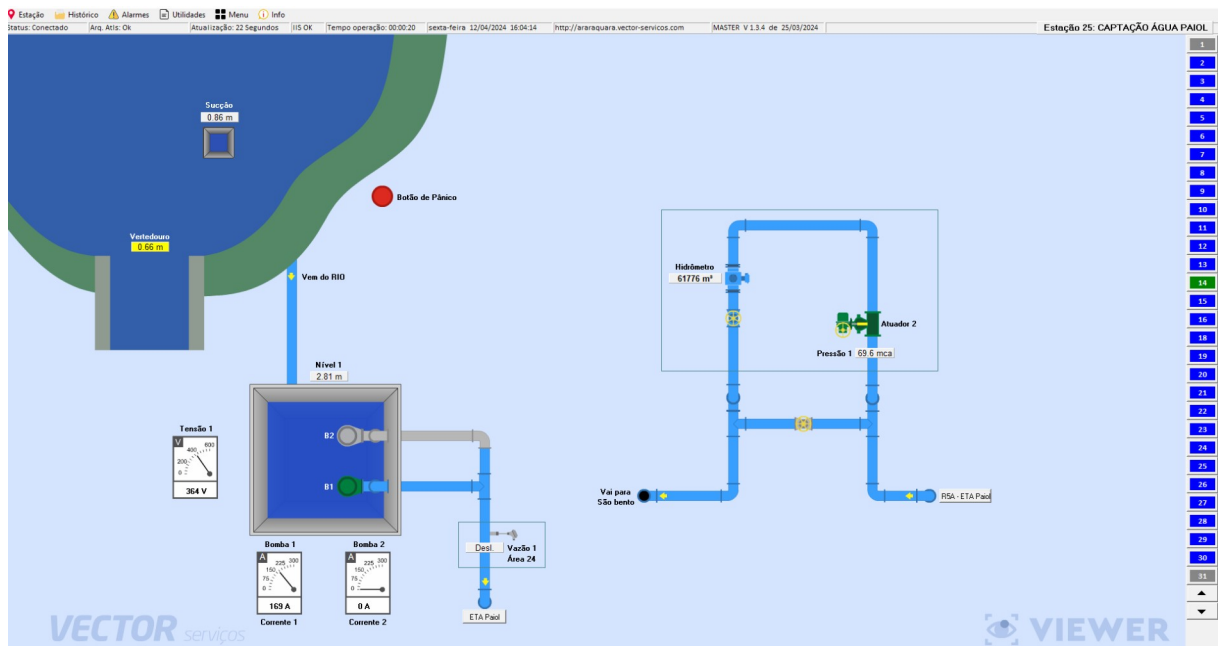 Estação Histórico Alarmes Utilidades Menu Info
Status: Conectado Arq. Atis: Ok Atualização: 22 Segundos IIS OK Tempo operação: 00:00:20 sexta-feira 12/04/2024 16:04:14 http://araraquara.vector-servicos.com MASTER V 1.3.4 de 25/03/2024 Estação 25: CAPTAÇÃO ÁGUA PAIOL
Sucção
0.86 m
Botão de Pânico
Vertedouro
0.66 m
Vem do RIO
Hidrômetro
61776 m³
Atuador 2
Pressão 1 69.6 mca
Nível 1
2.81 m
Tensão 1
V
600
400
200
0
364 V
B2
B1
Vai para
São bento
R5A - ETA Paiol
Desl. Vazão 1
Área 24
Bomba 1 Bomba 2
A 225 300
150
75
0
169 A
Corrente 1
A 225 300
150
75
0
0 A
Corrente 2
ETA Paiol
VECTOR serviços
VIEWER
1
2
3
4
5
6
7
8
9
10
11
12
13
14
15
16
18
19
20
21
22
23
24
25
26
27
28
29
30
31